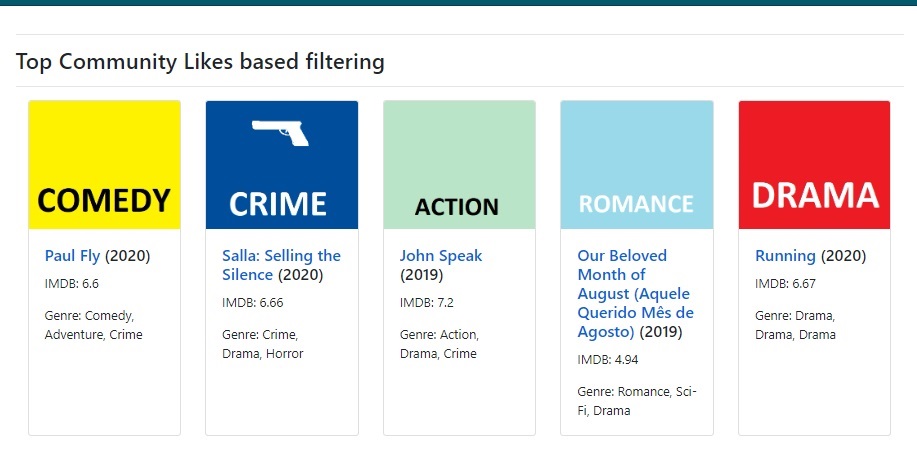 Top Community Likes based filtering
COMEDY
Paul Fly (2020)
IMDB: 6.6
Genre: Comedy,
Adventure, Crime
CRIME
Salla: Selling the
Silence (2020)
IMDB: 6.66
Genre: Crime,
Drama, Horror
ACTION
John Speak
(2019)
IMDB: 7.2
Genre: Action,
Drama, Crime
ROMANCE
Our Beloved
Month of
August (Aquele
Querido Mês de
Agosto) (2019)
IMDB: 4.94
Genre: Romance, Sci-
Fi, Drama
DRAMA
Running (2020)
IMDB: 6.67
Genre: Drama,
Drama, Drama